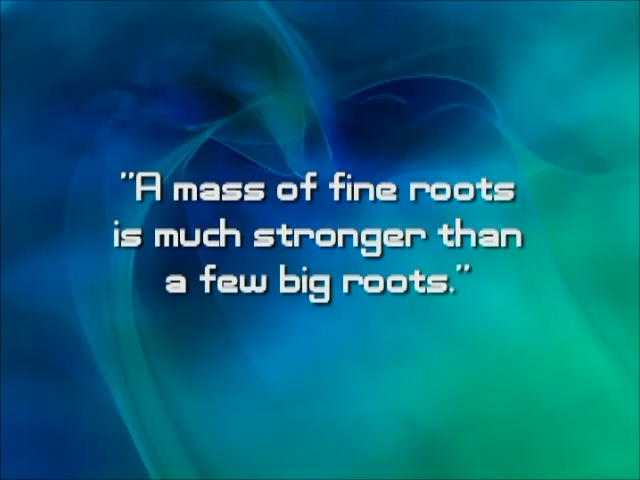 "A mass of fine roots
is much stronger than
a few big roots."